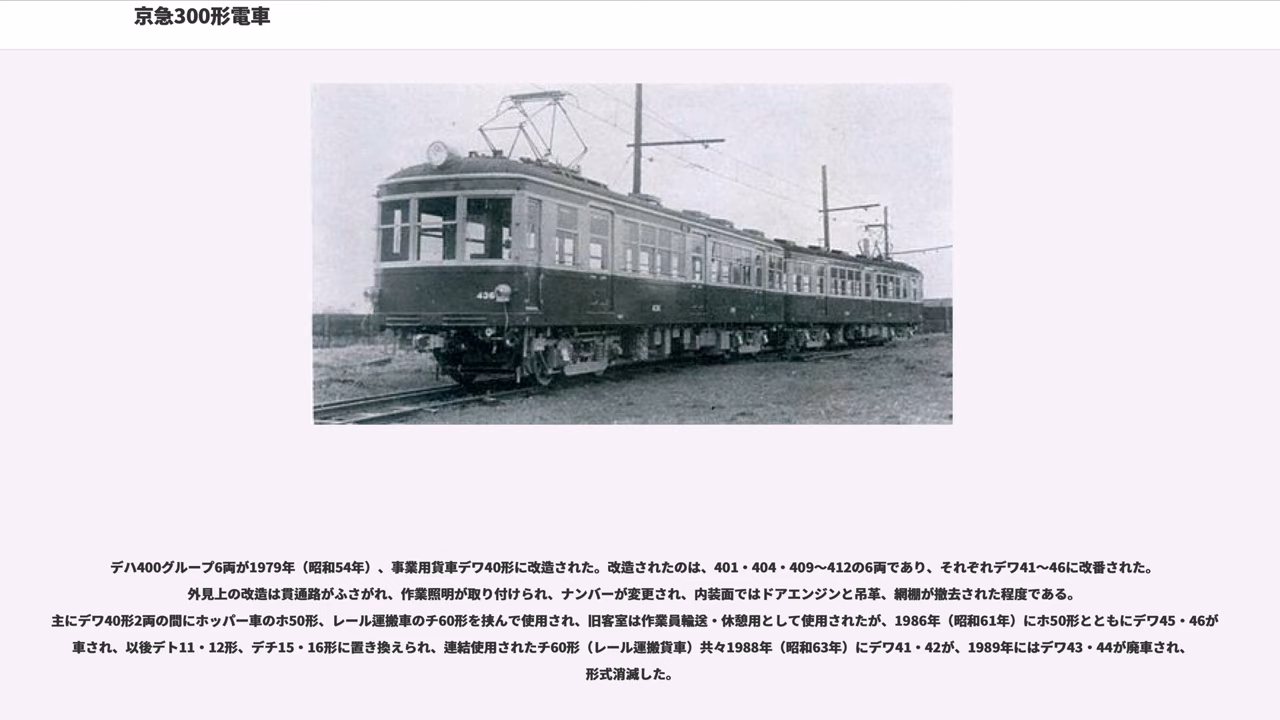 京急300形電車
436
デハ400グループ6両が1979年（昭和54年）、事業用貨車デワ40形に改造された。改造されたのは、401・404・409〜412の6両であり、それぞれデワ41〜46に改番された。
外見上の改造は貫通路がふさがれ、作業照明が取り付けられ、ナンバーが変更され、内装面ではドアエンジンと吊革、網棚が撤去された程度である。
主にデワ40形2両の間にホッパー車のホ50形、レール運搬車のチ60形を挟んで使用され、旧客室は作業員輸送・休憩用として使用されたが、1986年（昭和61年）にホ50形とともにデワ45・46が
車され、以後デト11・12形、デチ15・16形に置き換えられ、連結使用されたチ60形（レール運搬貨車）共々1988年（昭和63年）にデワ41・42が、1989年にはデワ43・44が廃車され、
形式消滅した。